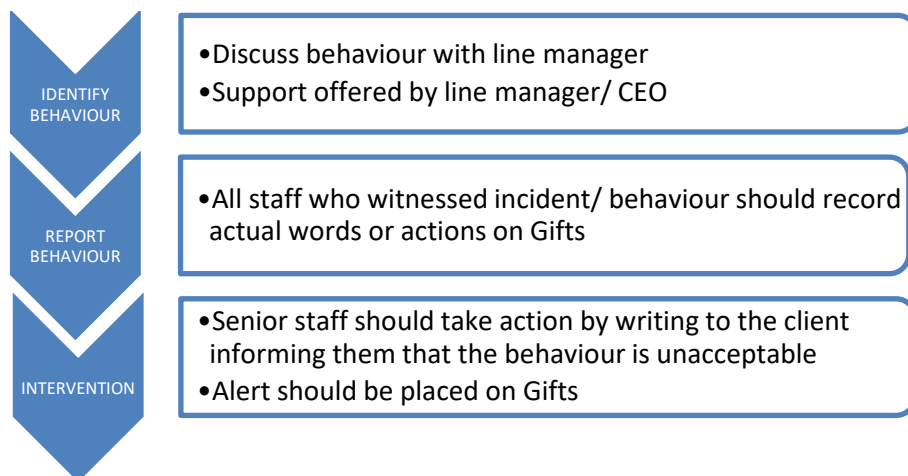 IDENTIFY
BEHAVIOUR
•Discuss behaviour with line manager
•Support offered by line manager/ CEO
REPORT
BEHAVIOUR
•All staff who witnessed incident/ behaviour should record
actual words or actions on Gifts
INTERVENTION
•Senior staff should take action by writing to the client
informing them that the behaviour is unacceptable
•Alert should be placed on Gifts